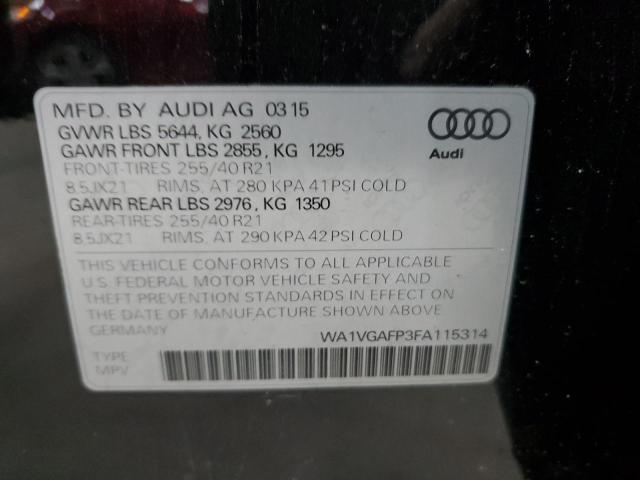 MFD. BY AUDI AG 03 15
GVWR LBS 5644, KG 2560
GAWR FRONT LBS 2855, KG 1295
FRONT-TIRES 255/40 R21
8.5JX21 RIMS, AT 280 KPA 41 PSI COLD
GAWR REAR LBS 2976, KG 1350
REAR-TIRES 255/40 R21
8.5JX21 RIMS, AT 290 KPA 42 PSI COLD
Audi
THIS VEHICLE CONFORMS TO ALL APPLICABLE
U.S. FEDERAL MOTOR VEHICLE SAFETY AND
THEFT PREVENTION STANDARDS IN EFFECT ON
THE DATE OF MANUFACTURE SHOWN ABOVE
GERMANY WA1VGAFP3FA115314
TYPE
MPV